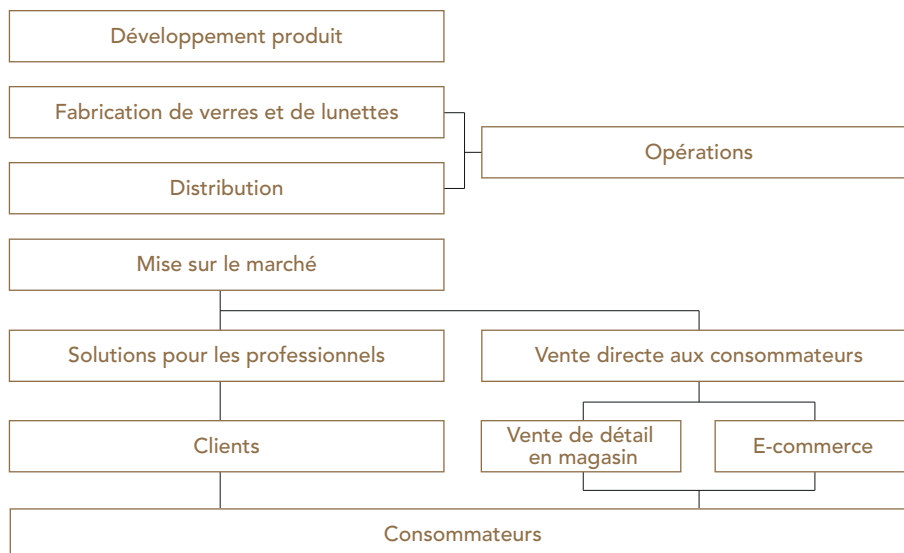 Développement produit
Fabrication de verres et de lunettes
Opérations
Distribution
Mise sur le marché
Solutions pour les professionnels
Vente directe aux consommateurs
Clients
Vente de détail
en magasin
E-commerce
Consommateurs